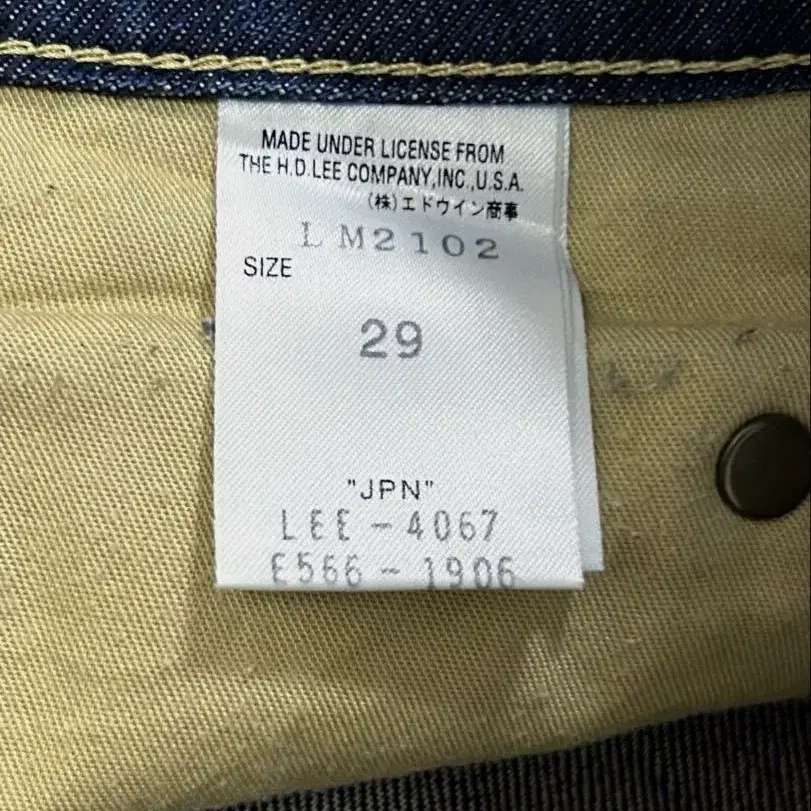 MADE UNDER LICENSE FROM
THE H.D.LEE COMPANY,INC.,U.S.A.
(株)エドウイン商事
LM2102
SIZE
29
"JPN"
LEE-4067
E566-1906